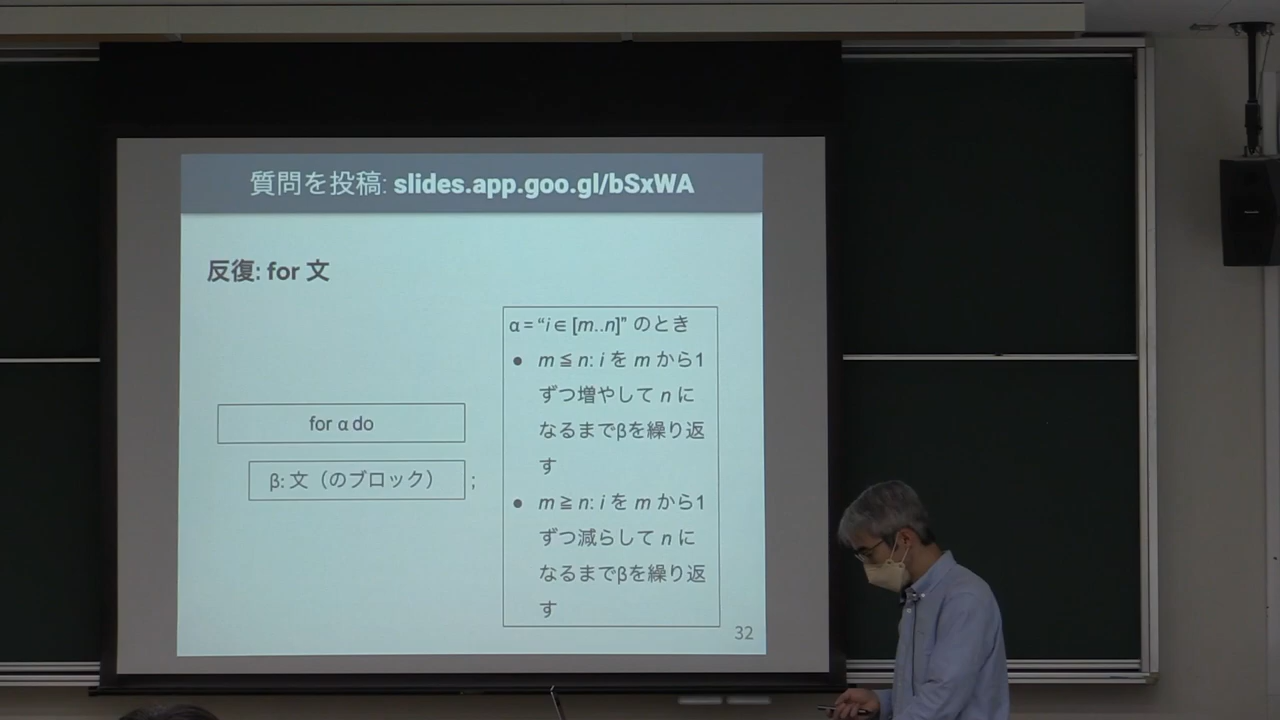 質問を投稿: slides.app.goo.gl/bSxWA
反復: for 文
for α do
β: 文（のブロック）;
α = “i ∈ [m..n]” のとき
● m ≦ n: i を m から1
ずつ増やして n に
なるまでβを繰り返
す
● m ≧ n: i を m から1
ずつ減らして n に
なるまでβを繰り返
す
32